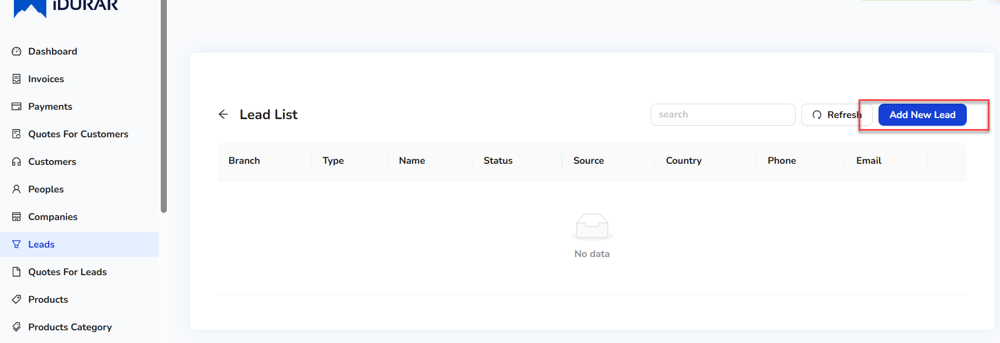 iDURAR
Dashboard
Invoices
Payments
Quotes For Customers
Customers
Peoples
Companies
Leads
Quotes For Leads
Products
Products Category
Lead List
search
Refresh
Add New Lead
Branch Type Name Status Source Country Phone Email
No data